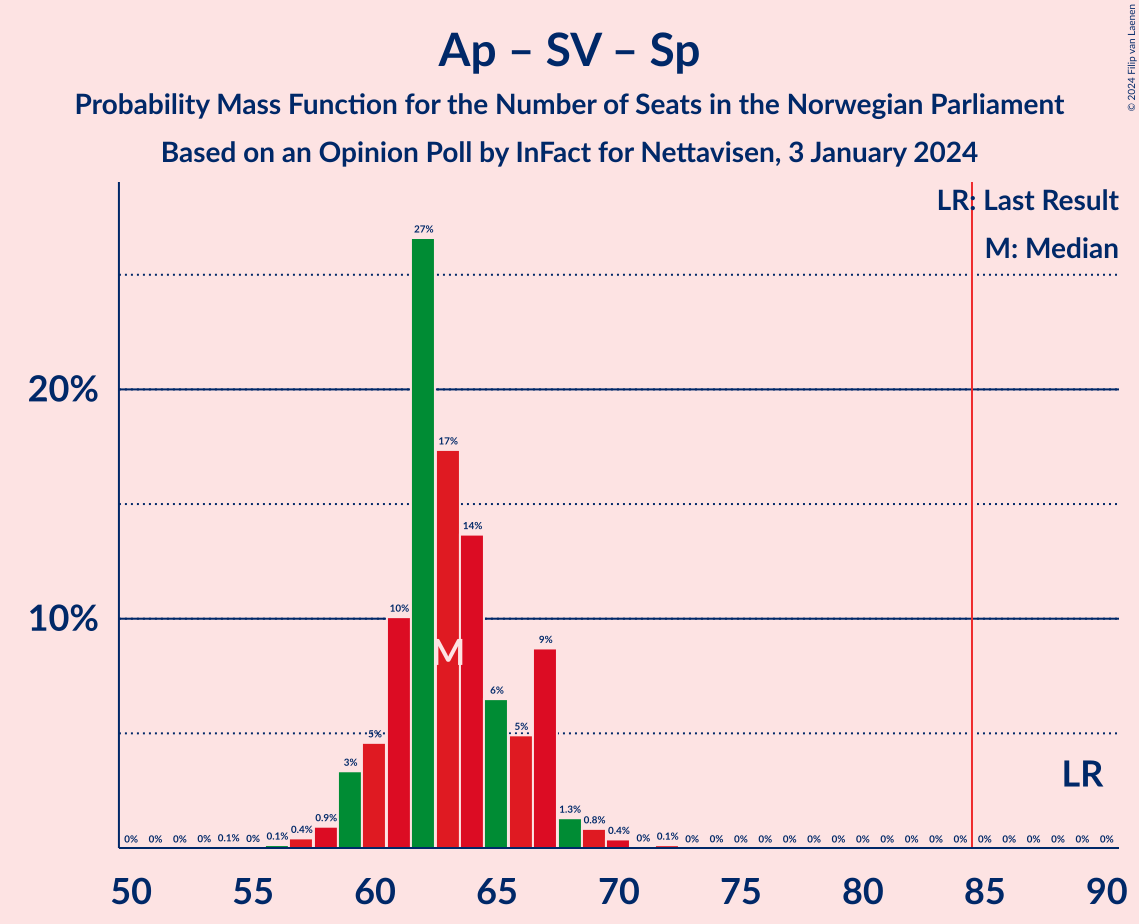 Ap – SV – Sp
Probability Mass Function for the Number of Seats in the Norwegian Parliament
Based on an Opinion Poll by InFact for Nettavisen, 3 January 2024
© 2024 Filip van Laenen
LR: Last Result
M: Median
20%
10%
0% 0% 0% 0% 0.1% 0% 0.1% 0.4% 0.9% 3% 5% 10% 27% 17% 14% 6% 5% 9% 1.3% 0.8% 0.4% 0% 0.1% 0% 0% 0% 0% 0% 0% 0% 0% 0% 0% 0% 0% 0% 0% 0% 0% 0% 0%
M
LR
50 55 60 65 70 75 80 85 90